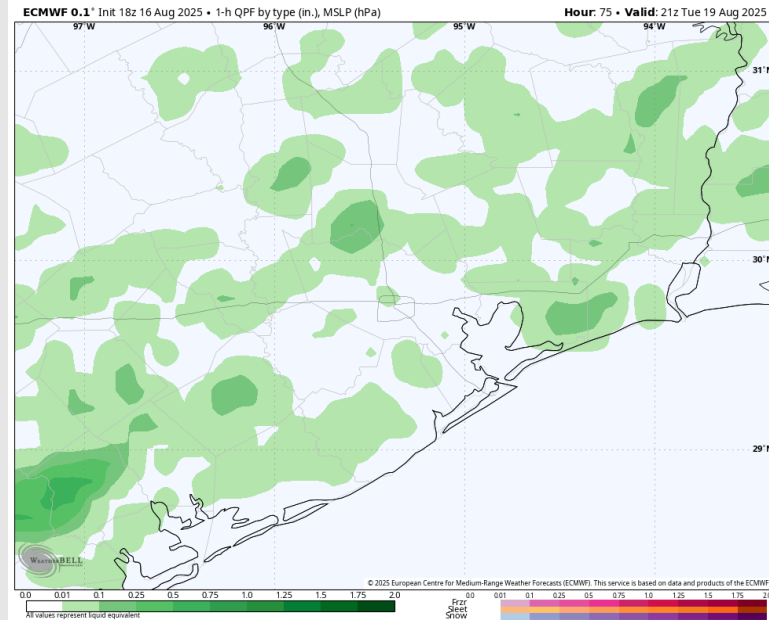 ECMWF 0.1° Init 18z 16 Aug 2025 • 1-h QPF by type (in.), MSLP (hPa) Hour: 75 • Valid: 21z Tue 19 Aug 2025
97°W 96°W 95°W 94°W
31°N
30°N
29°N
WEATHERBELL
© 2025 European Centre for Medium-Range Weather Forecasts (ECMWF). This service is based on data and products of the ECMWF
0.0 0.01 0.1 0.25 0.5 0.75 1.0 1.25 1.5 1.75 2.0 0.0 0.01 0.1 0.25 0.5 0.75 1.0 1.25 1.5 1.75 2.0
Frzr
Sleet
Snow
All values represent liquid equivalent